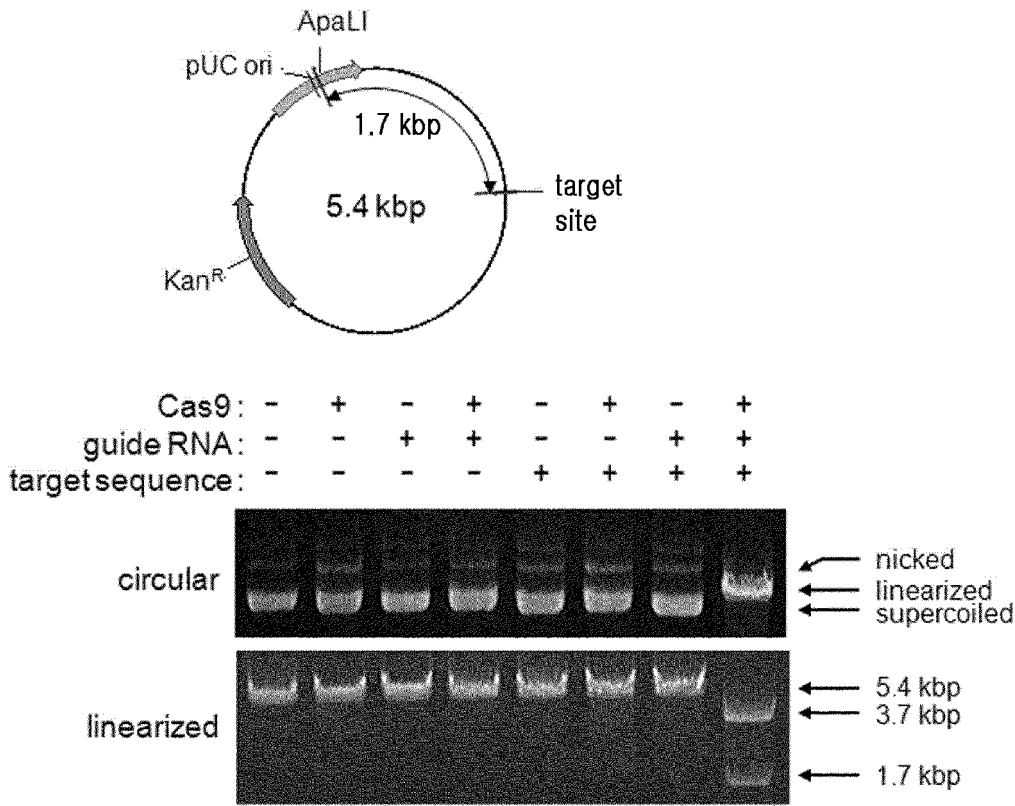 ApaLI
pUC ori
1.7 kbp
5.4 kbp
target
site
Kanᴿ
Cas9 : - + - + - + - +
guide RNA : - - + + - - + +
target sequence : - - - - + + + +
circular
nicked
linearized
supercoiled
linearized
5.4 kbp
3.7 kbp
1.7 kbp